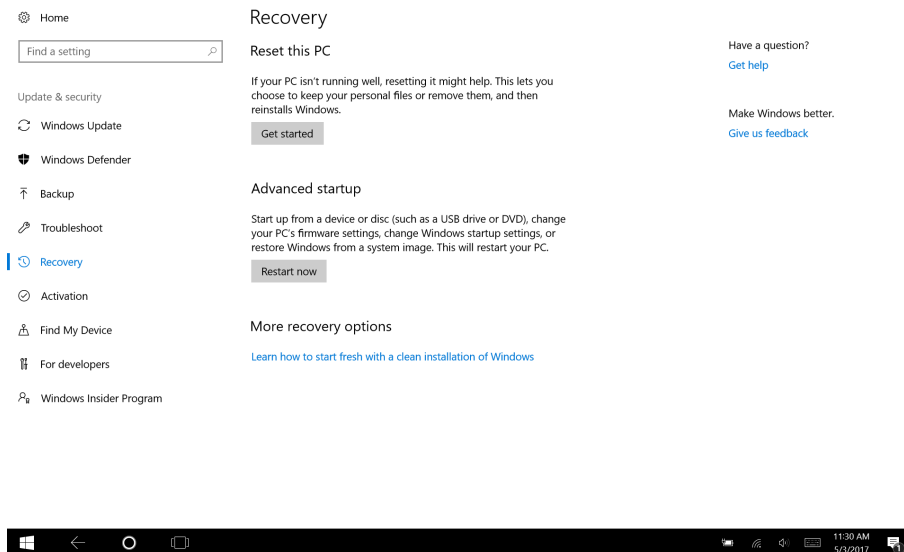 Home
Find a setting
Update & security
Windows Update
Windows Defender
Backup
Troubleshoot
Recovery
Activation
Find My Device
For developers
Windows Insider Program
Recovery
Reset this PC
If your PC isn't running well, resetting it might help. This lets you
choose to keep your personal files or remove them, and then
reinstalls Windows.
Get started
Advanced startup
Start up from a device or disc (such as a USB drive or DVD), change
your PC's firmware settings, change Windows startup settings, or
restore Windows from a system image. This will restart your PC.
Restart now
More recovery options
Learn how to start fresh with a clean installation of Windows
Have a question?
Get help
Make Windows better.
Give us feedback
11:30 AM
5/3/2017
1